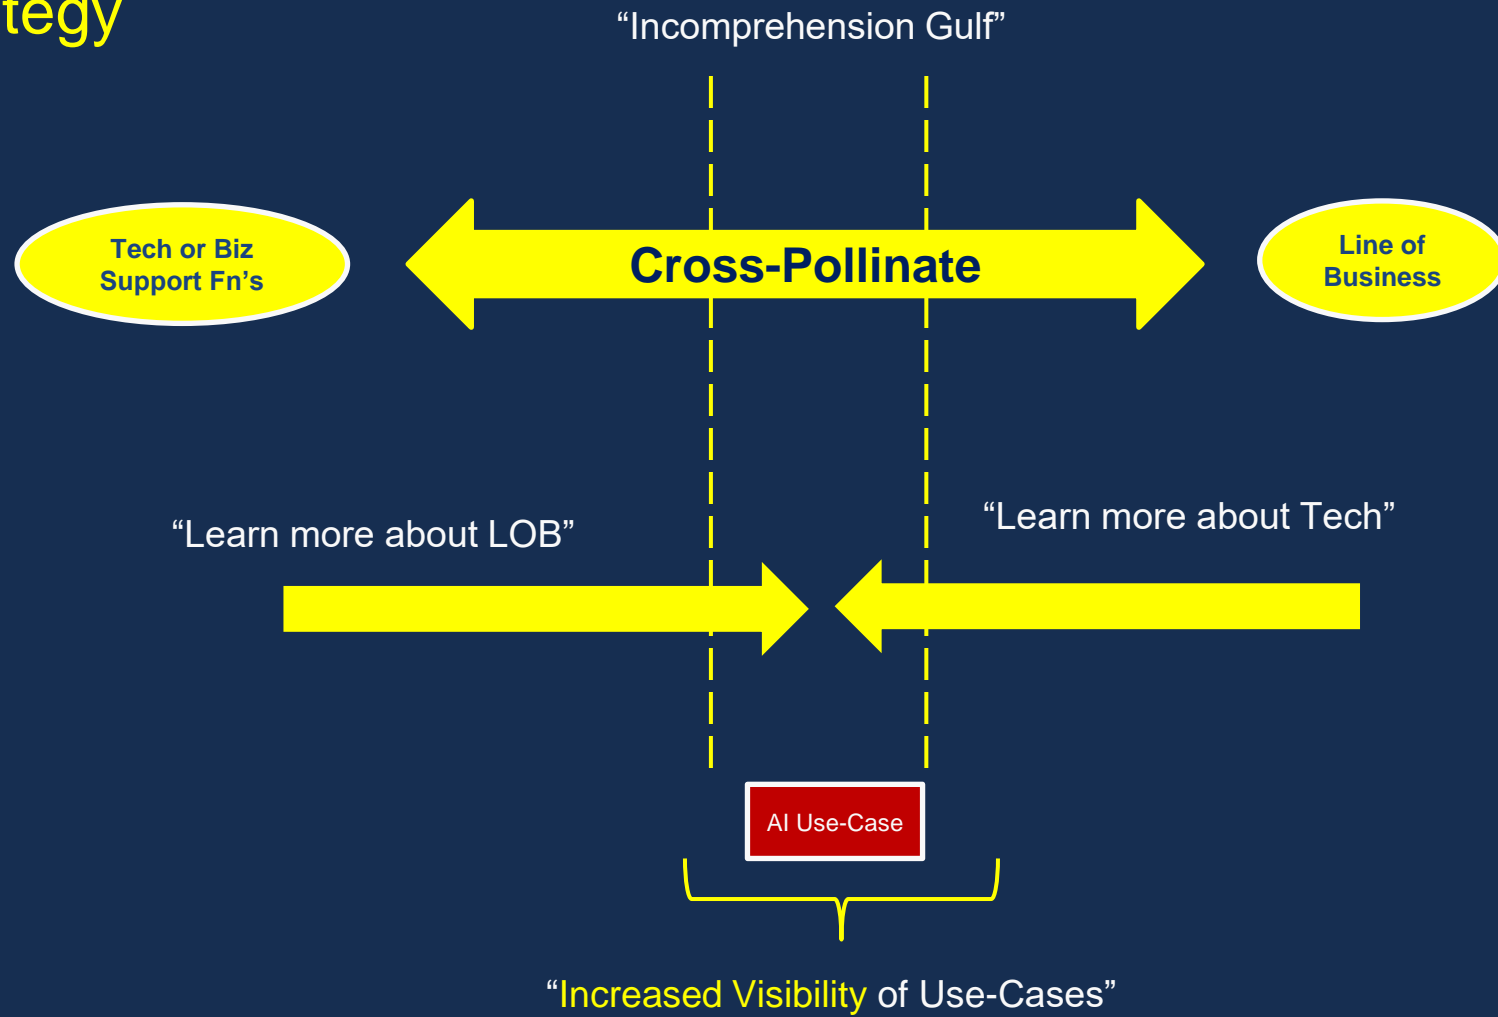 tegy
“Incomprehension Gulf”
Tech or Biz
Support Fn’s
Cross-Pollinate
Line of
Business
“Learn more about LOB”
“Learn more about Tech”
AI Use-Case
“Increased Visibility of Use-Cases”